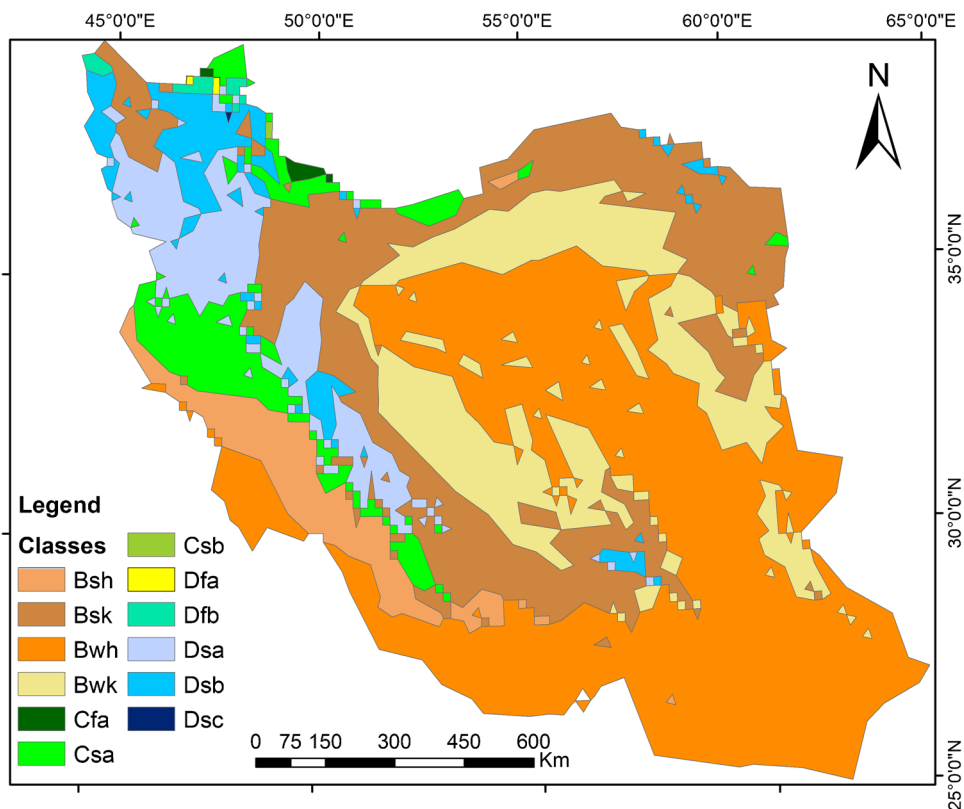 45°0'0"E 50°0'0"E 55°0'0"E 60°0'0"E 65°0'0"E
N
35°0'0"N
30°0'0"N
25°0'0"N
Legend
Classes
Bsh
Bsk
Bwh
Bwk
Cfa
Csa
Csb
Dfa
Dfb
Dsa
Dsb
Dsc
0 75 150 300 450 600
Km